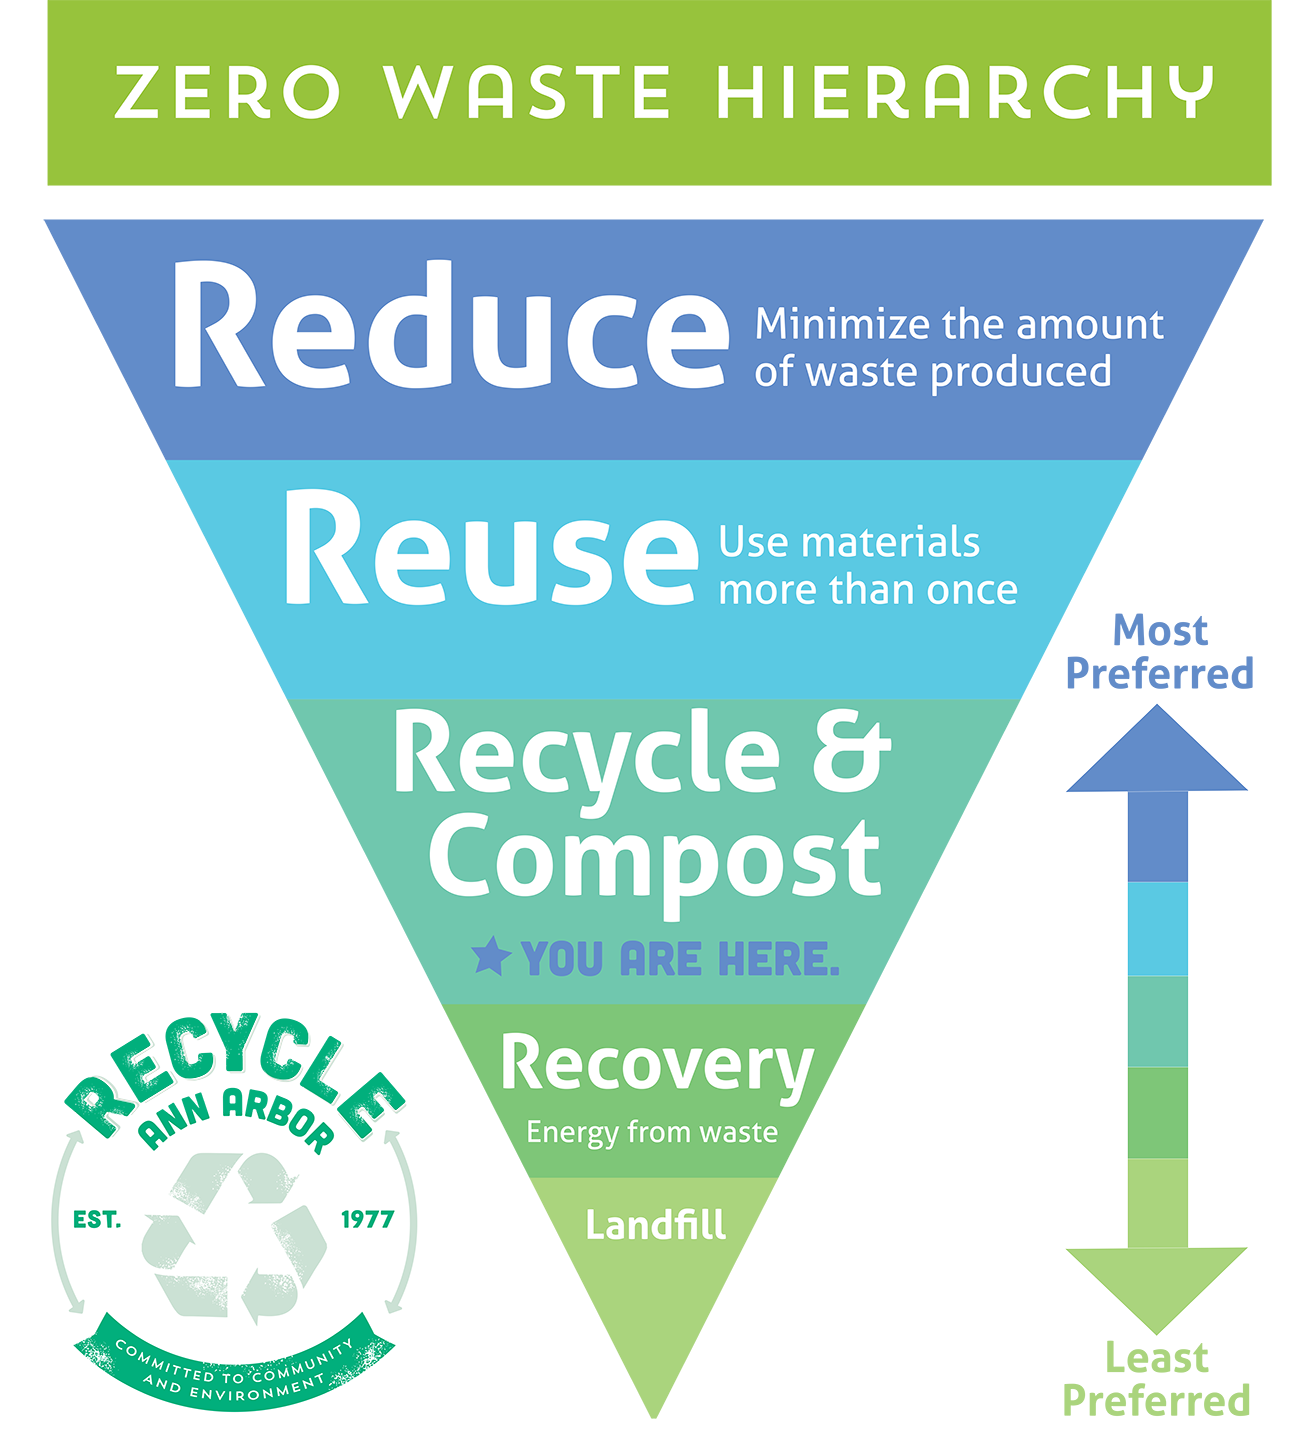 ZERO WASTE HIERARCHY
Reduce
Minimize the amount
of waste produced
Reuse
Use materials
more than once
Most
Preferred
Recycle &
Compost
YOU ARE HERE.
Recovery
Energy from waste
Landfill
Least
Preferred
RECYCLE
ANN ARBOR
EST. 1977
COMMITTED TO COMMUNITY
AND ENVIRONMENT